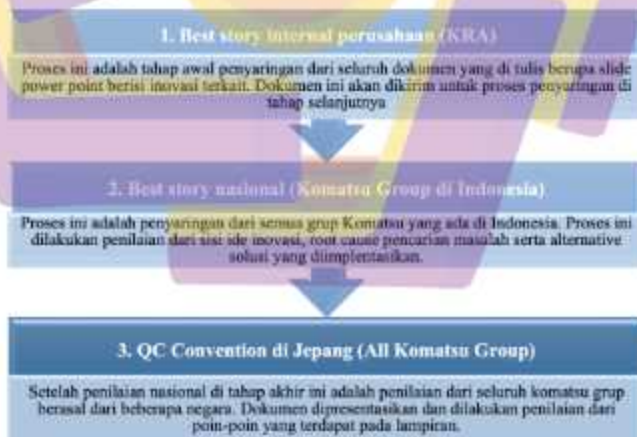 1. Best story internal perusahaan (KRA)
Proses ini adalah tahap awal penyaringan dari seluruh dokumen yang di tulis berupa slide
power point berisi inovasi terkait. Dokumen ini akan dikirim untuk proses penyaringan di
tahap selanjutnya
2. Best story nasional (Komatsu Group di Indonesia)
Proses ini adalah penyaringan dari semua grup Komatsu yang ada di Indonesia. Proses ini
dilakukan penilaian dari sisi ide inovasi, root cause pencarian masalah serta alternative
solusi yang diimplentasikan.
3. QC Convention di Jepang (All Komatsu Group)
Setelah penilaian nasional di tahap akhir ini adalah penilaian dari seluruh komatsu grup
berasal dari beberapa negara. Dokumen dipresentasikan dan dilakukan penilaian dari
poin-poin yang terdapat pada lampiran.